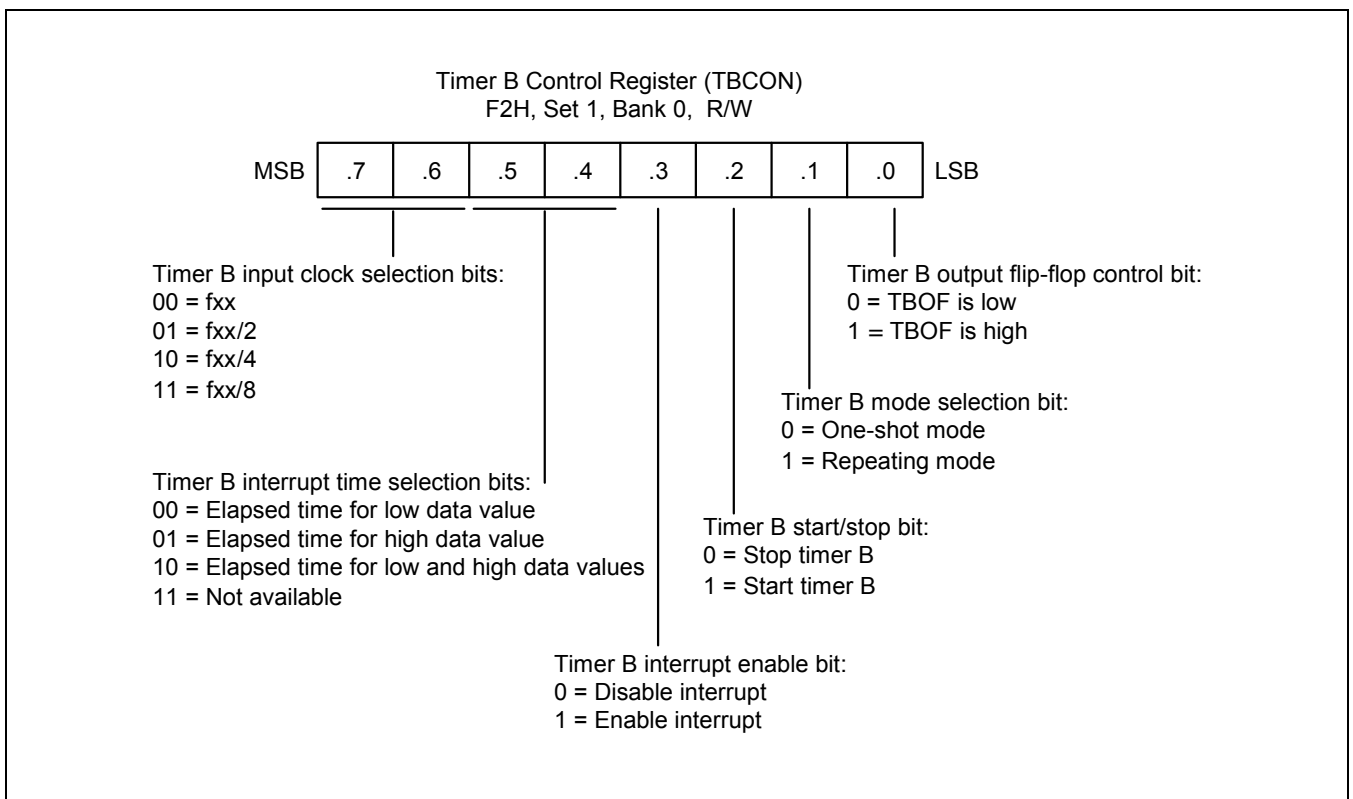 Timer B Control Register (TBCON)
F2H, Set 1, Bank 0, R/W
MSB .7 .6 .5 .4 .3 .2 .1 .0 LSB
Timer B input clock selection bits:
00 = fxx
01 = fxx/2
10 = fxx/4
11 = fxx/8
Timer B output flip-flop control bit:
0 = TBOF is low
1 = TBOF is high
Timer B mode selection bit:
0 = One-shot mode
1 = Repeating mode
Timer B interrupt time selection bits:
00 = Elapsed time for low data value
01 = Elapsed time for high data value
10 = Elapsed time for low and high data values
11 = Not available
Timer B start/stop bit:
0 = Stop timer B
1 = Start timer B
Timer B interrupt enable bit:
0 = Disable interrupt
1 = Enable interrupt